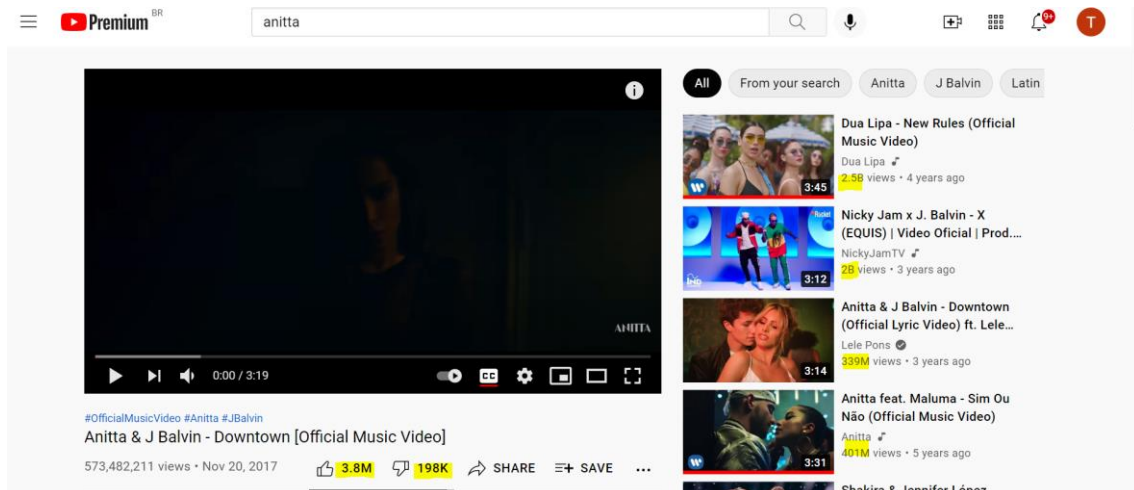 Premium BR
anitta
9+
T
ANITTA
0:00 / 3:19
CC
#OfficialMusicVideo #Anitta #JBalvin
Anitta & J Balvin - Downtown [Official Music Video]
573,482,211 views • Nov 20, 2017
3.8M
198K
SHARE
SAVE
All
From your search
Anitta
J Balvin
Latin
Dua Lipa - New Rules (Official
Music Video)
Dua Lipa
2.5B views • 4 years ago
3:45
Nicky Jam x J. Balvin - X
(EQUIS) | Video Oficial | Prod....
NickyJamTV
2B views • 3 years ago
3:12
Anitta & J Balvin - Downtown
(Official Lyric Video) ft. Lele...
Lele Pons
339M views • 3 years ago
3:14
Anitta feat. Maluma - Sim Ou
Não (Official Music Video)
Anitta
401M views • 5 years ago
3:31
Shakira & Jennifer López